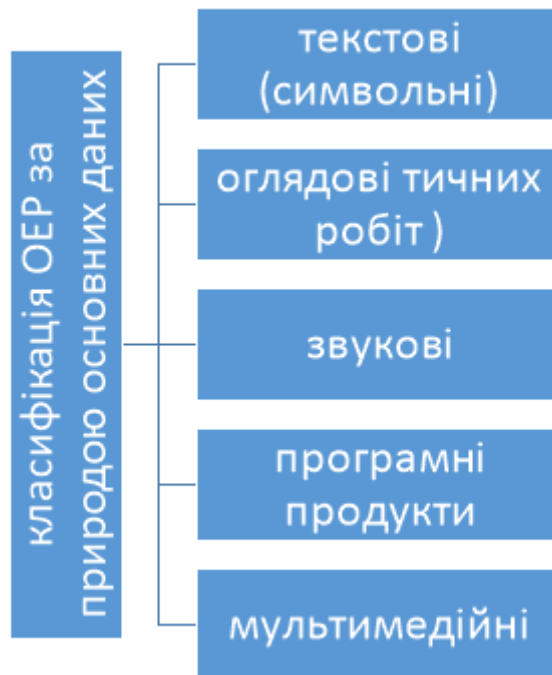 класифікація ОЕР за
природою основних даних
текстові
(символьні)
оглядові тичних
робіт )
звукові
програмні
продукти
мультимедійні